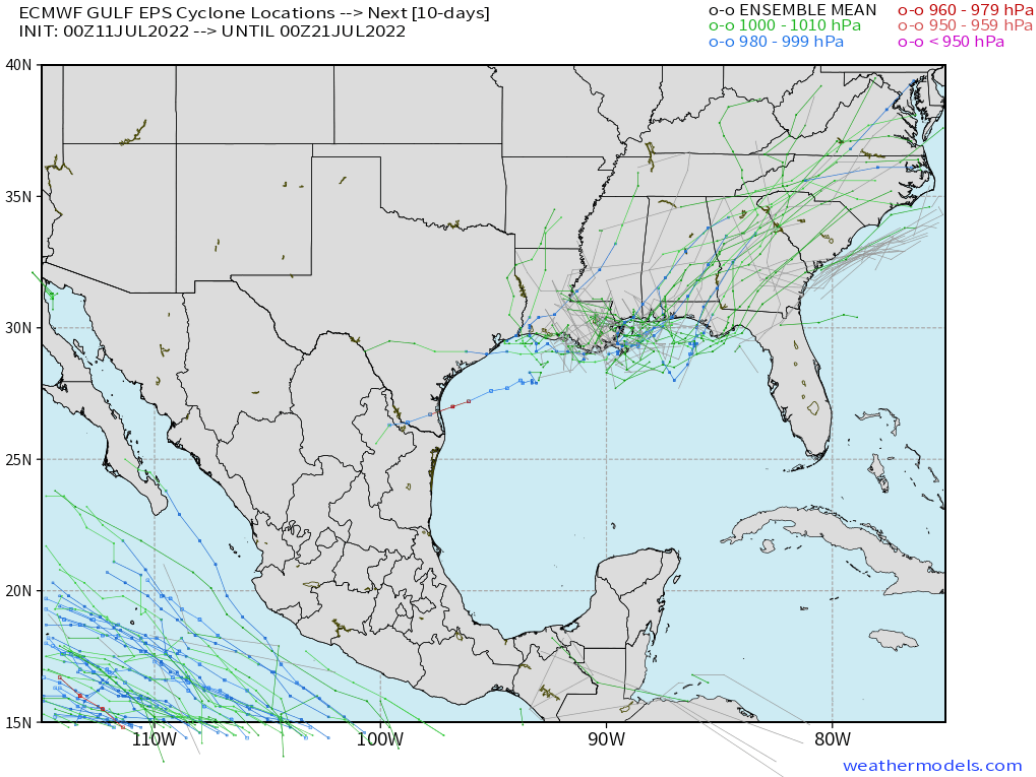 ECMWF GULF EPS Cyclone Locations --> Next [10-days]
INIT: 00Z11JUL2022 --> UNTIL 00Z21JUL2022
o-o ENSEMBLE MEAN
o-o 1000 - 1010 hPa
o-o 980 - 999 hPa
o-o 960 - 979 hPa
o-o 950 - 959 hPa
o-o < 950 hPa
40N
35N
30N
25N
20N
15N
110W 100W 90W 80W
weathermodels.com